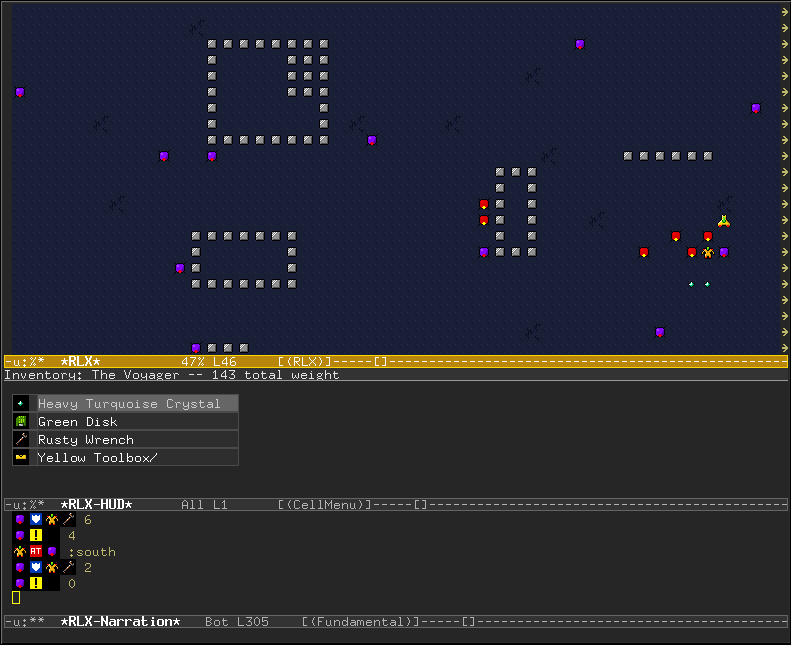 -u:%*  *RLX*          47% L46     [(RLX)]-----[]--------------------------------------------------
Inventory: The Voyager -- 143 total weight
Heavy Turquoise Crystal
Green Disk
Rusty Wrench
Yellow Toolbox/
-u:%*  *RLX-HUD*      All L1      [(CellMenu)]-----[]---------------------------------------------
6
! 4
AT :south
2
! 0
-u:**  *RLX-Narration*   Bot L305    [(Fundamental)]-----[]---------------------------------------